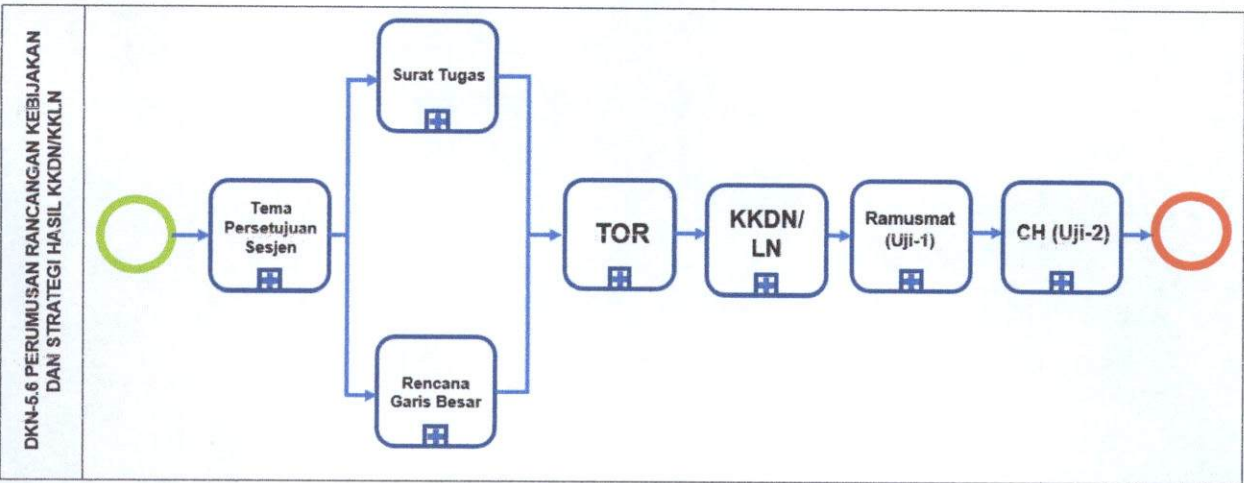 DKN-5.6 PERUMUSAN RANCANGAN KEBIJAKAN
DAN STRATEGI HASIL KKDN/KKLN
Tema
Persetujuan
Sesjen
Surat Tugas
Rencana
Garis Besar
TOR
KKDN/
LN
Ramusmat
(Uji-1)
CH (Uji-2)